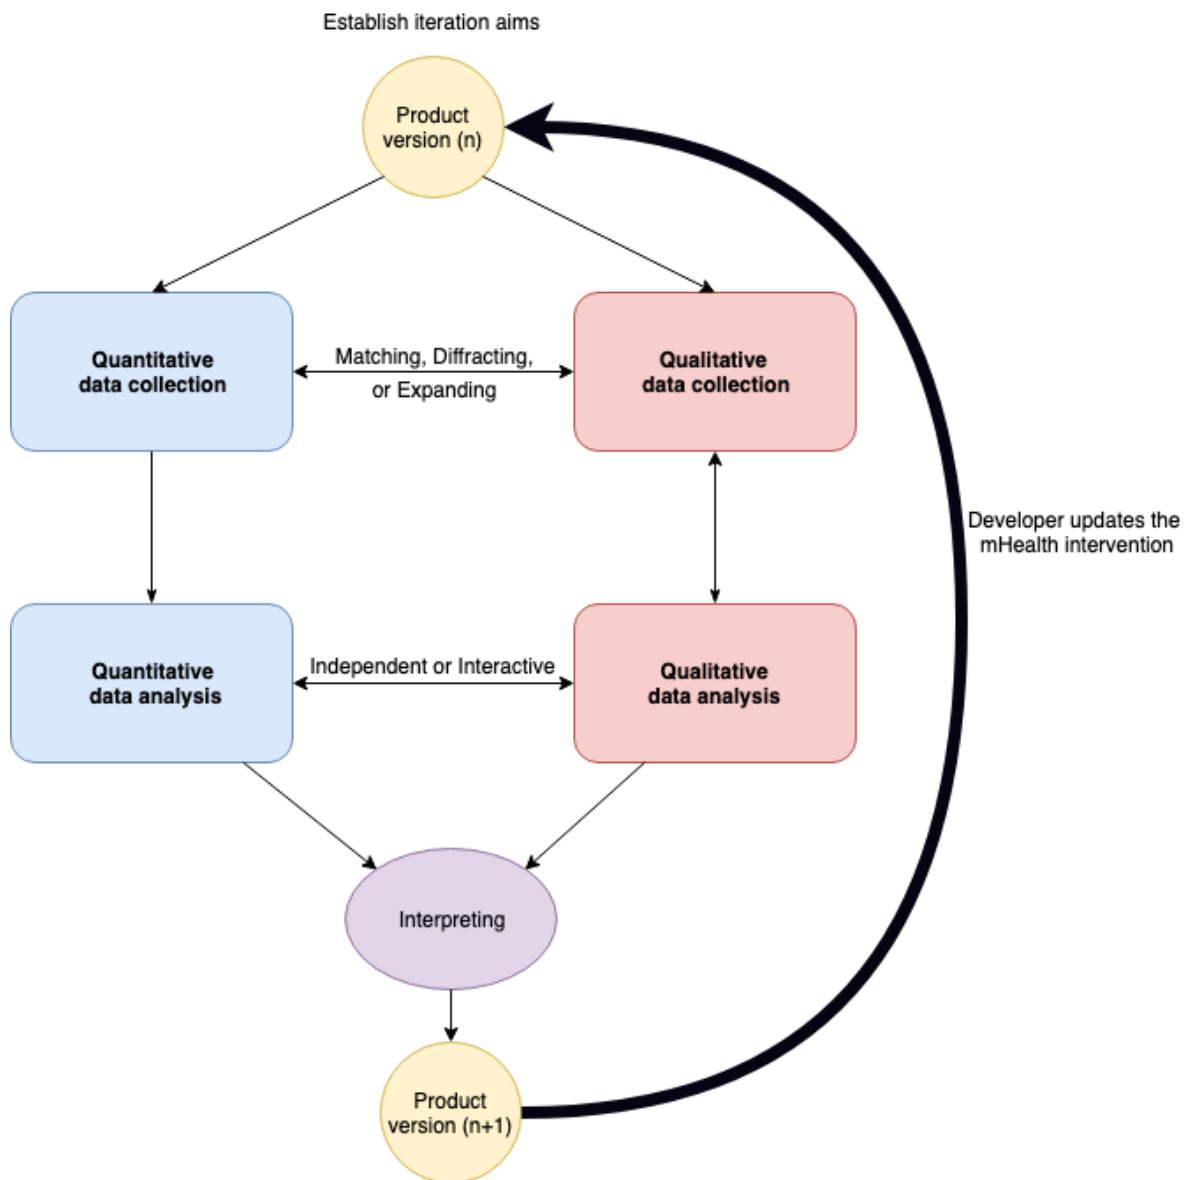 Establish iteration aims
Product
version (n)
Quantitative
data collection
Matching, Diffracting,
or Expanding
Qualitative
data collection
Developer updates the
mHealth intervention
Quantitative
data analysis
Independent or Interactive
Qualitative
data analysis
Interpreting
Product
version (n+1)